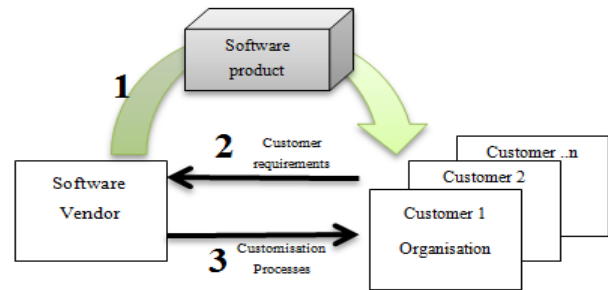 Software
product
1
2
Customer
requirements
Customer ..n
Customer 2
Software
Vendor
Customer 1
Organisation
3
Customisation
Processes